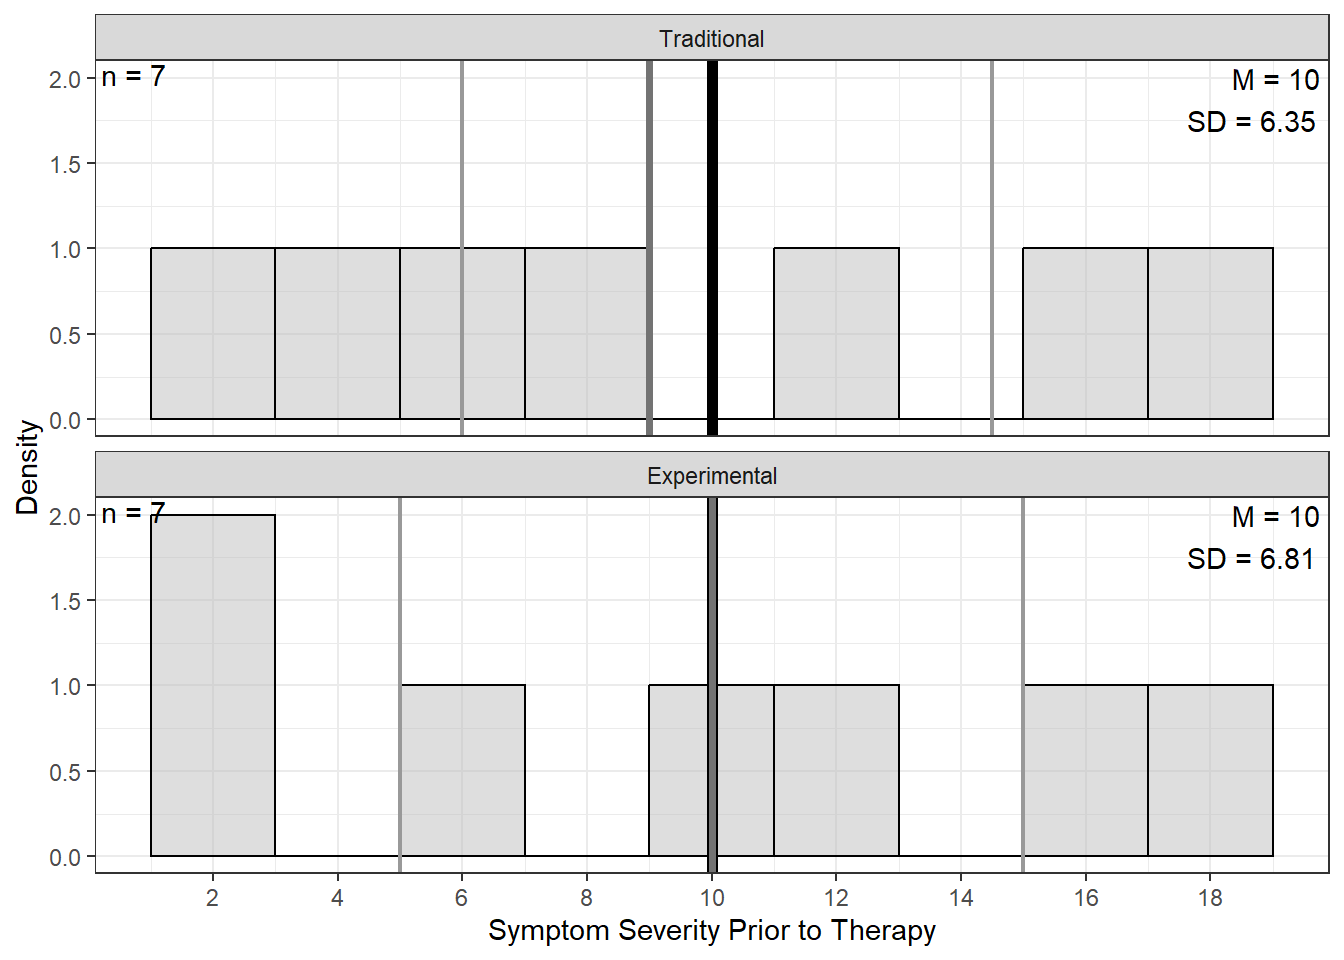 Traditional
n = 7
M = 10
SD = 6.35
2.0
1.5
1.0
0.5
0.0
Density
Experimental
n = 7
M = 10
SD = 6.81
2.0
1.5
1.0
0.5
0.0
2 4 6 8 10 12 14 16 18
Symptom Severity Prior to Therapy